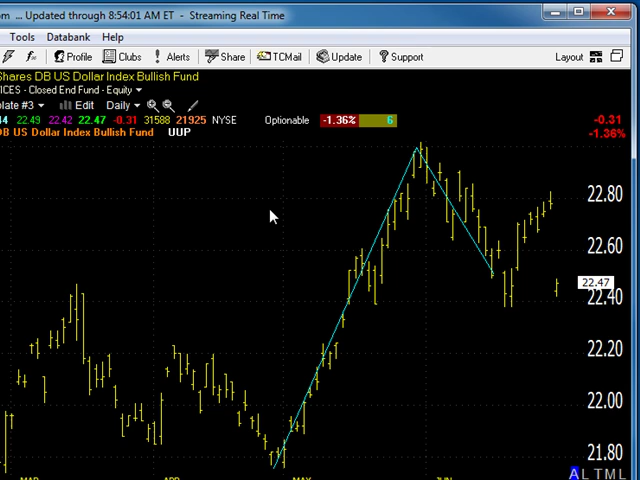 om ... Updated through 8:54:01 AM ET - Streaming Real Time
Tools Databank Help
Profile Clubs Alerts Share TCMail Update Support Layout
Shares DB US Dollar Index Bullish Fund
ICES - Closed End Fund - Equity
late #3 Edit Daily
44 22.49 22.42 22.47 -0.31 31588 21925 NYSE Optionable -1.36% 6 -0.31
DB US Dollar Index Bullish Fund UUP -1.36%
22.80
22.60
22.47
22.40
22.20
22.00
21.80
MAR APR MAY JUN
A L T M L